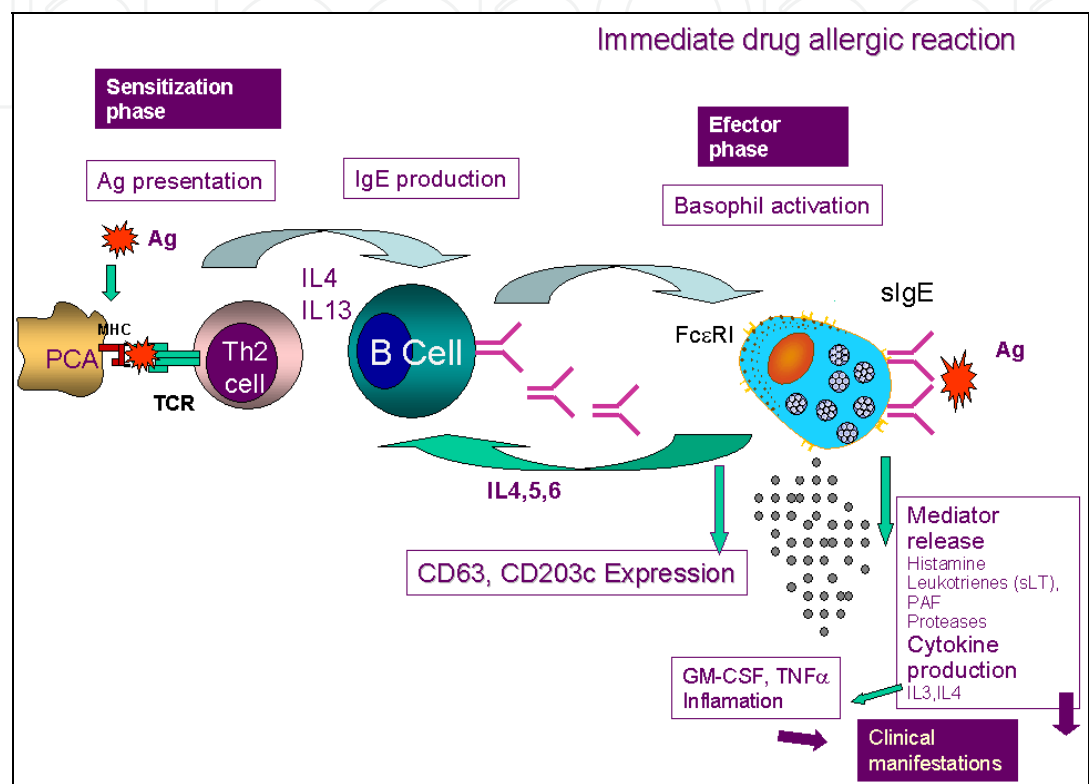 Immediate drug allergic reaction
Sensitization
phase
Efector
phase
Ag presentation
IgE production
Basophil activation
Ag
IL4
IL13
sIgE
FcεRI
MHC
PCA
Th2
cell
B Cell
Ag
TCR
IL4,5,6
CD63, CD203c Expression
Mediator
release
Histamine
Leukotrienes (sLT),
PAF
Proteases
Cytokine
production
IL3,IL4
GM-CSF, TNFα
Inflamation
Clinical
manifestations